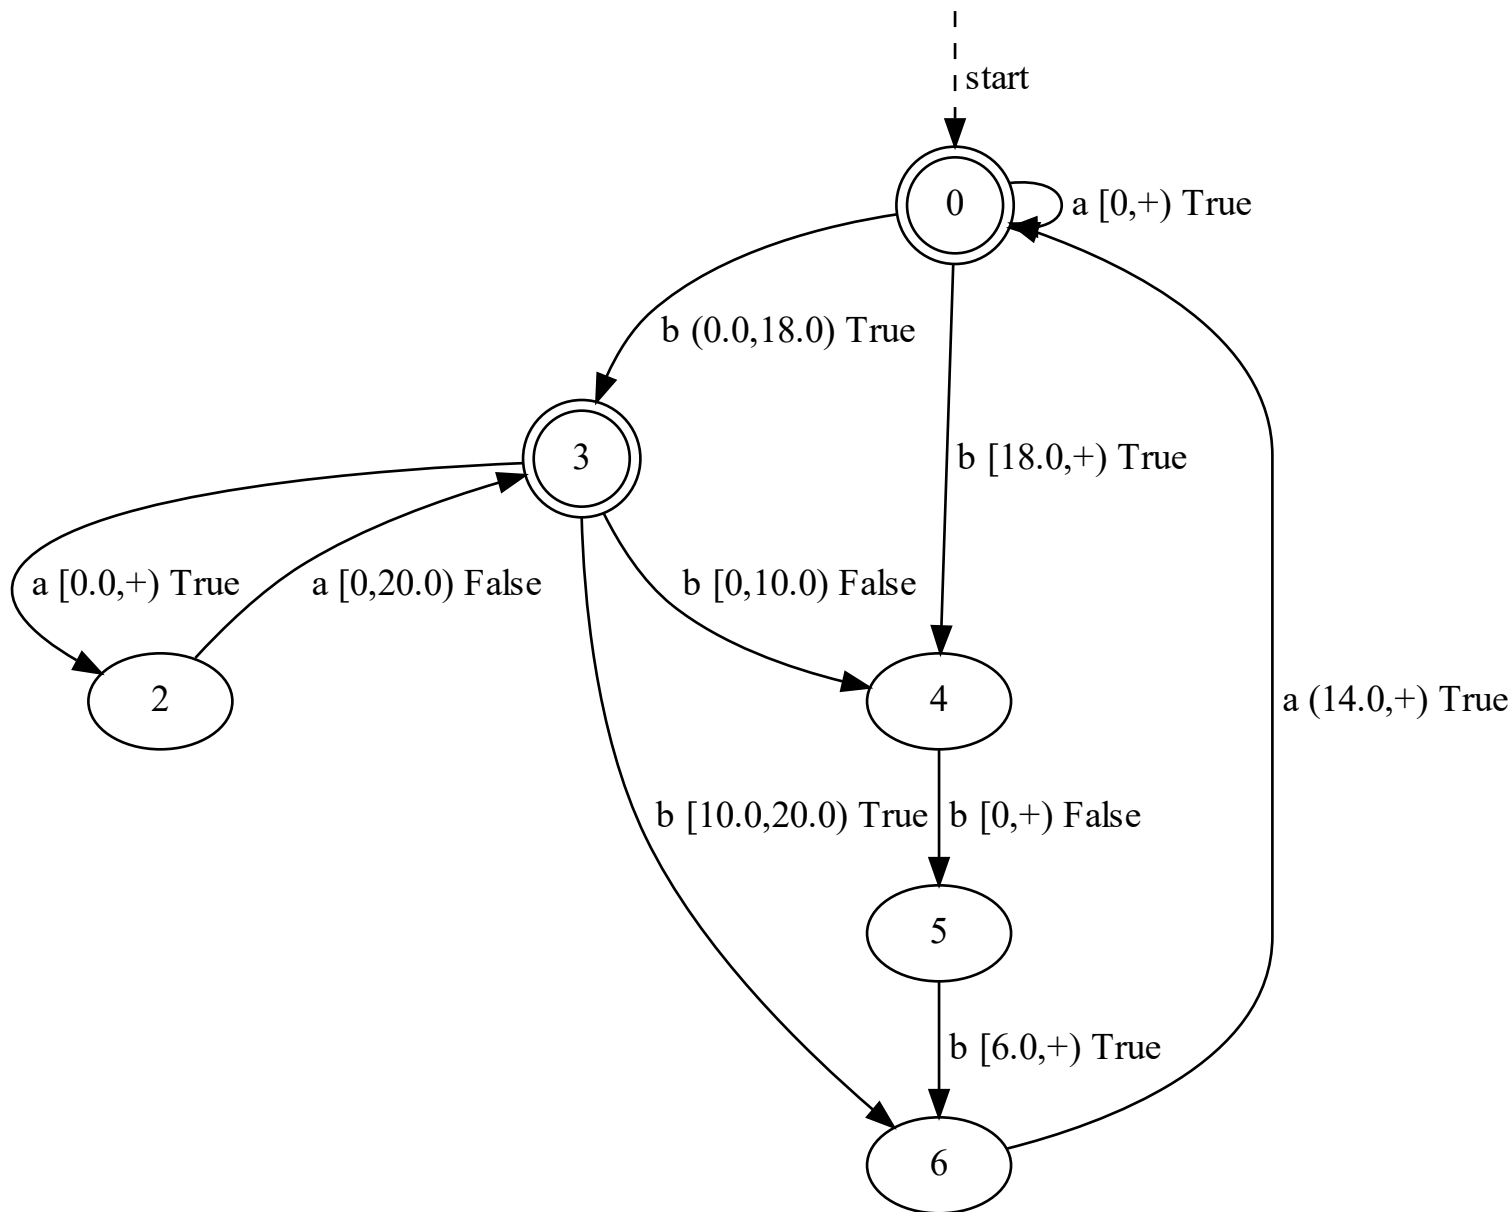 start
0
a [0,+) True
b (0.0,18.0) True
3
b [18.0,+) True
a [0.0,+) True
a [0,20.0) False
b [0,10.0) False
2
4
a (14.0,+) True
b [10.0,20.0) True
b [0,+) False
5
b [6.0,+) True
6